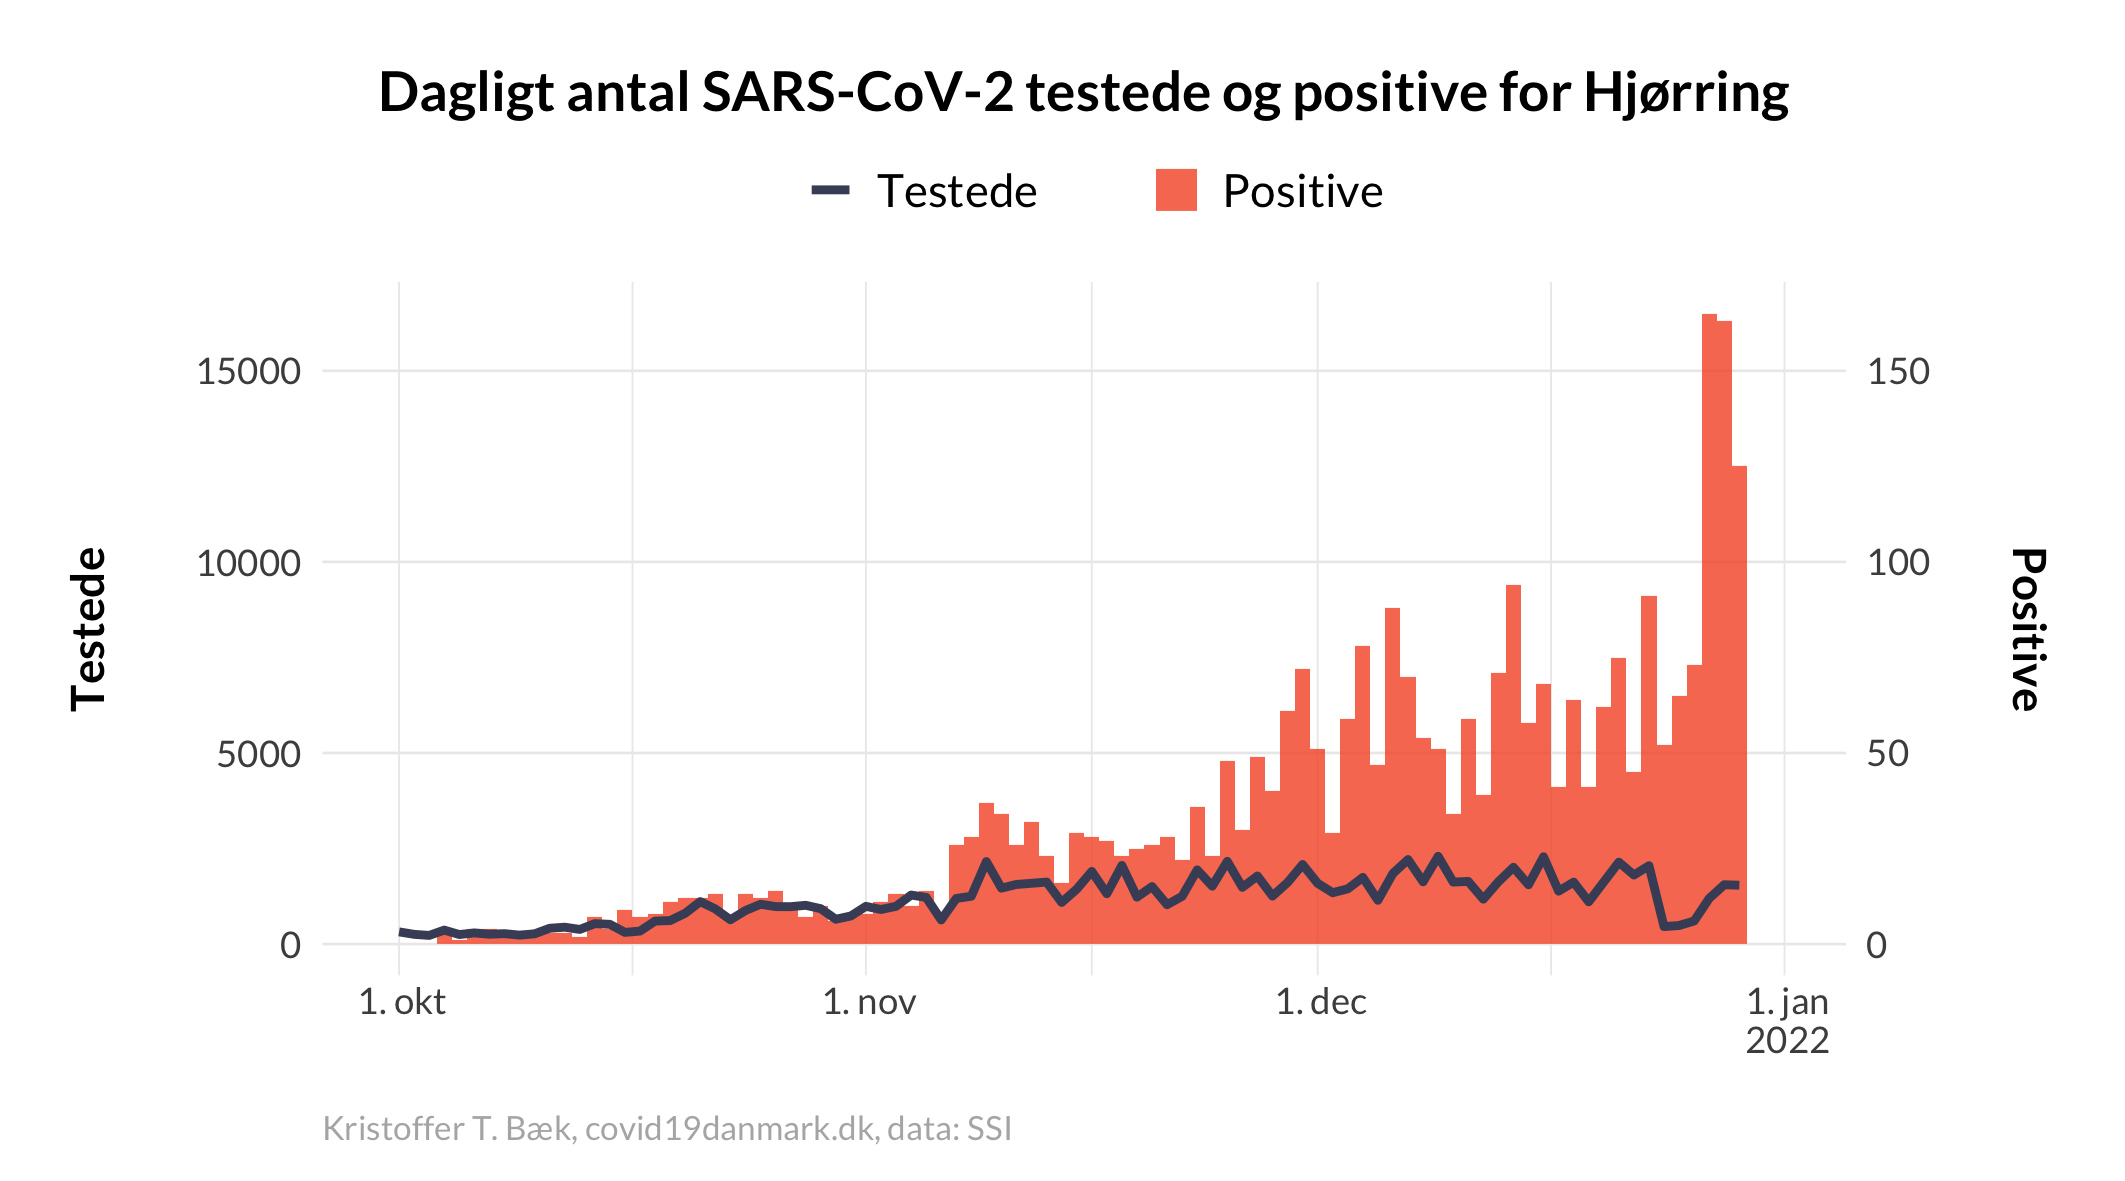 Dagligt antal SARS-CoV-2 testede og positive for Hjørring
Testede
Positive
15000
10000
5000
0
150
100
50
0
Testede
Positive
1. okt
1. nov
1. dec
1. jan
2022
Kristoffer T. Bæk, covid19danmark.dk, data: SSI